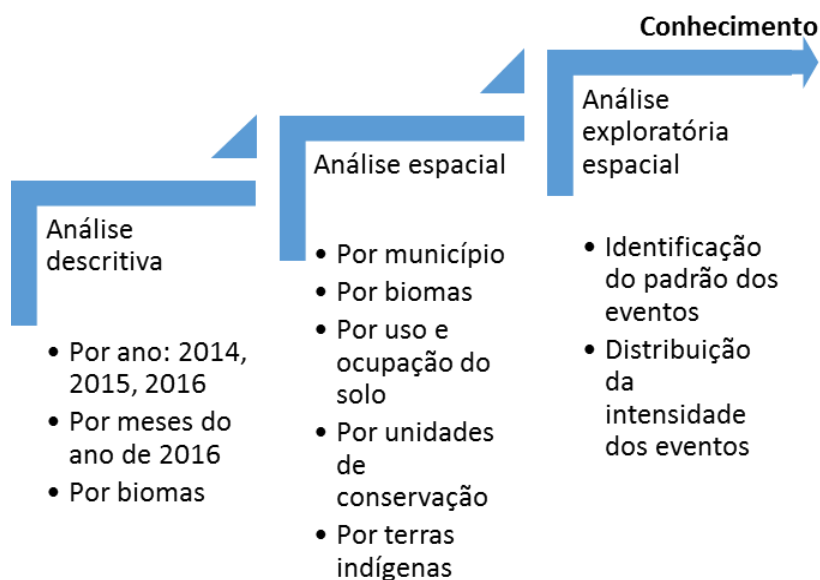 Conhecimento
Análise
descritiva
• Por ano: 2014,
2015, 2016
• Por meses do
ano de 2016
• Por biomas
Análise espacial
• Por município
• Por biomas
• Por uso e
ocupação do
solo
• Por unidades
de
conservação
• Por terras
indígenas
Análise
exploratória
espacial
• Identificação
do padrão dos
eventos
• Distribuição
da
intensidade
dos eventos